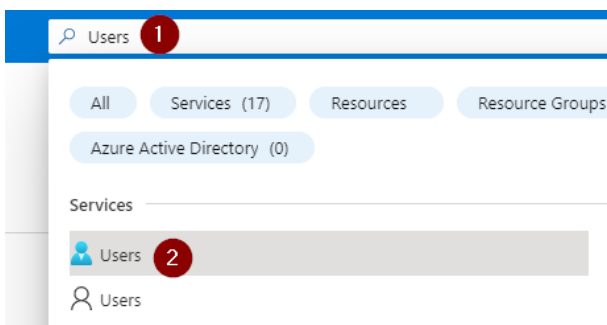 Users 1
All Services (17) Resources Resource Groups
Azure Active Directory (0)
Services
Users 2
Users